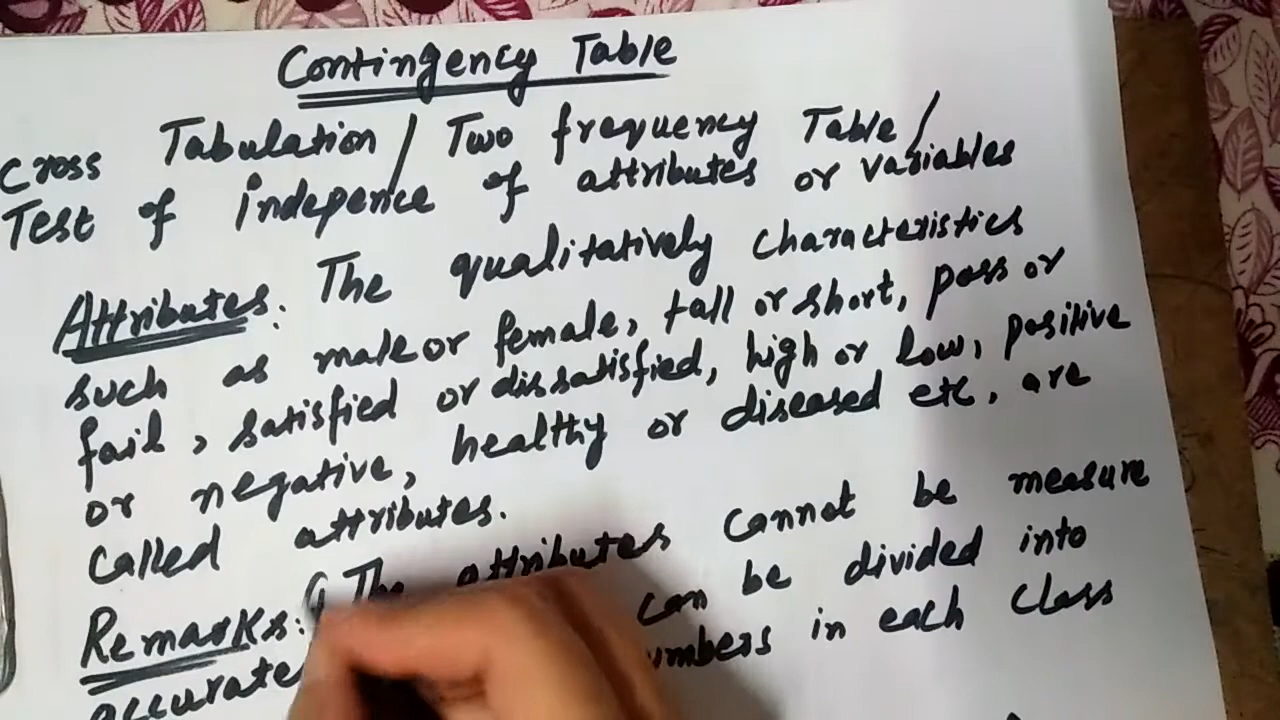 Contingency Table
Cross Tabulation / Two frequency Table /
Test of indepence of attributes or variables
Attributes: The qualitatively characteristics
such as male or female, tall or short, pass or
fail, satisfied or dissatisfied, high or low, positive
or negative, healthy or diseased etc, are
called attributes.
Remarks: The attributes cannot be measure
accurate can be divided into
numbers in each class